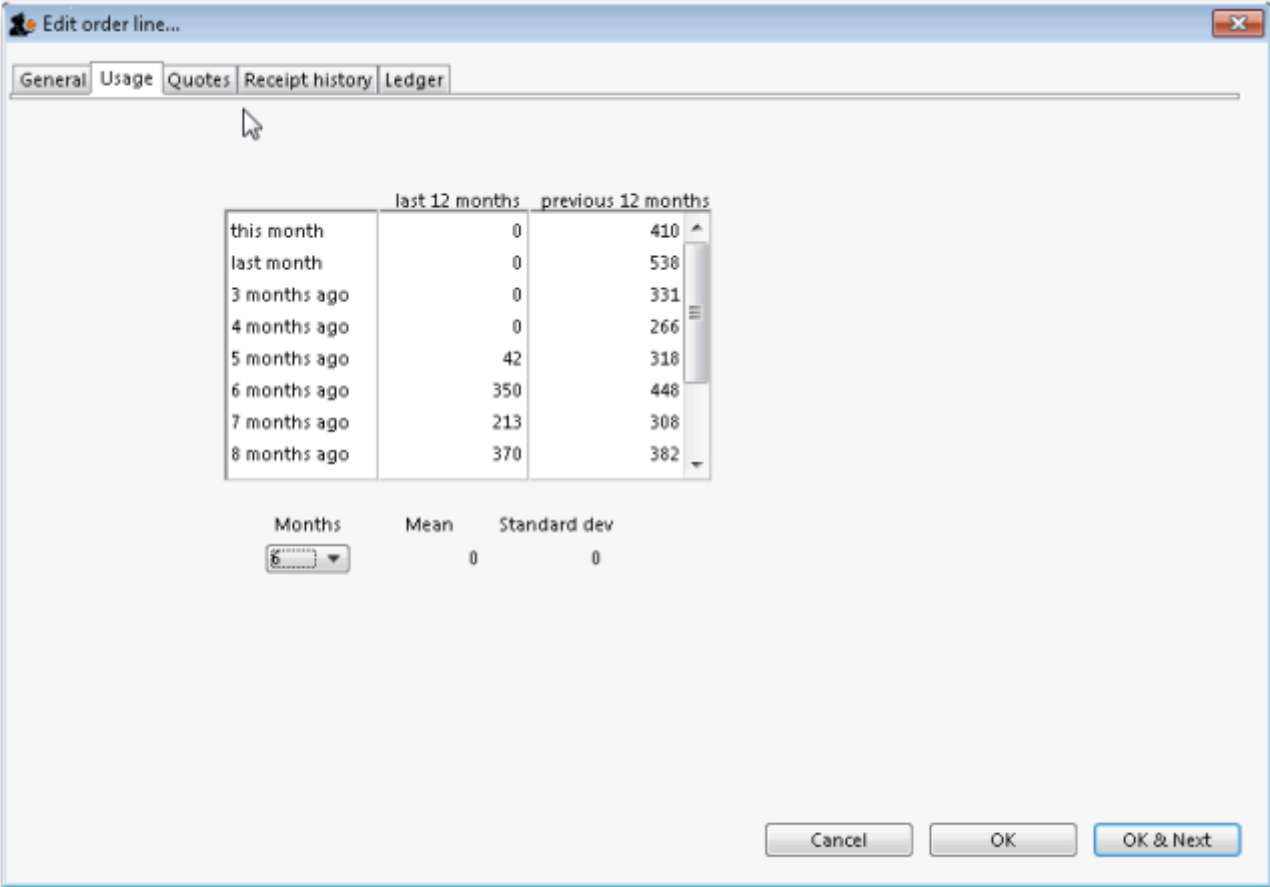 Edit order line...
General Usage Quotes Receipt history Ledger
last 12 months previous 12 months
this month 0 410
last month 0 538
3 months ago 0 331
4 months ago 0 266
5 months ago 42 318
6 months ago 350 448
7 months ago 213 308
8 months ago 370 382
Months Mean Standard dev
6 0 0
Cancel OK OK & Next